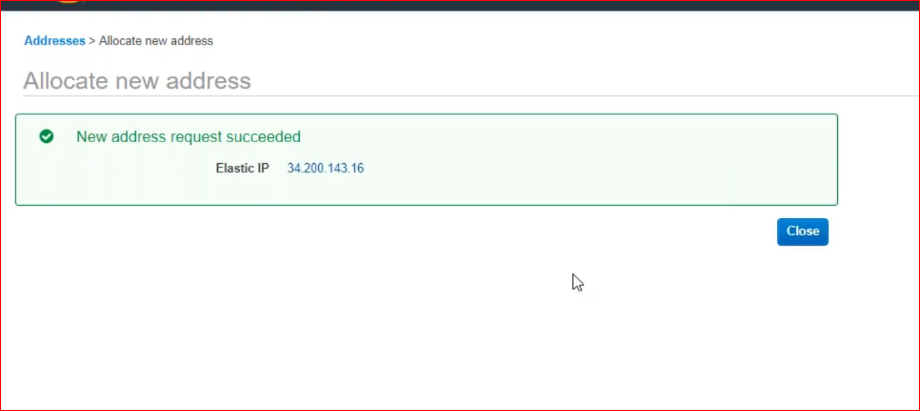 Addresses > Allocate new address
Allocate new address
New address request succeeded
Elastic IP 34.200.143.16
Close